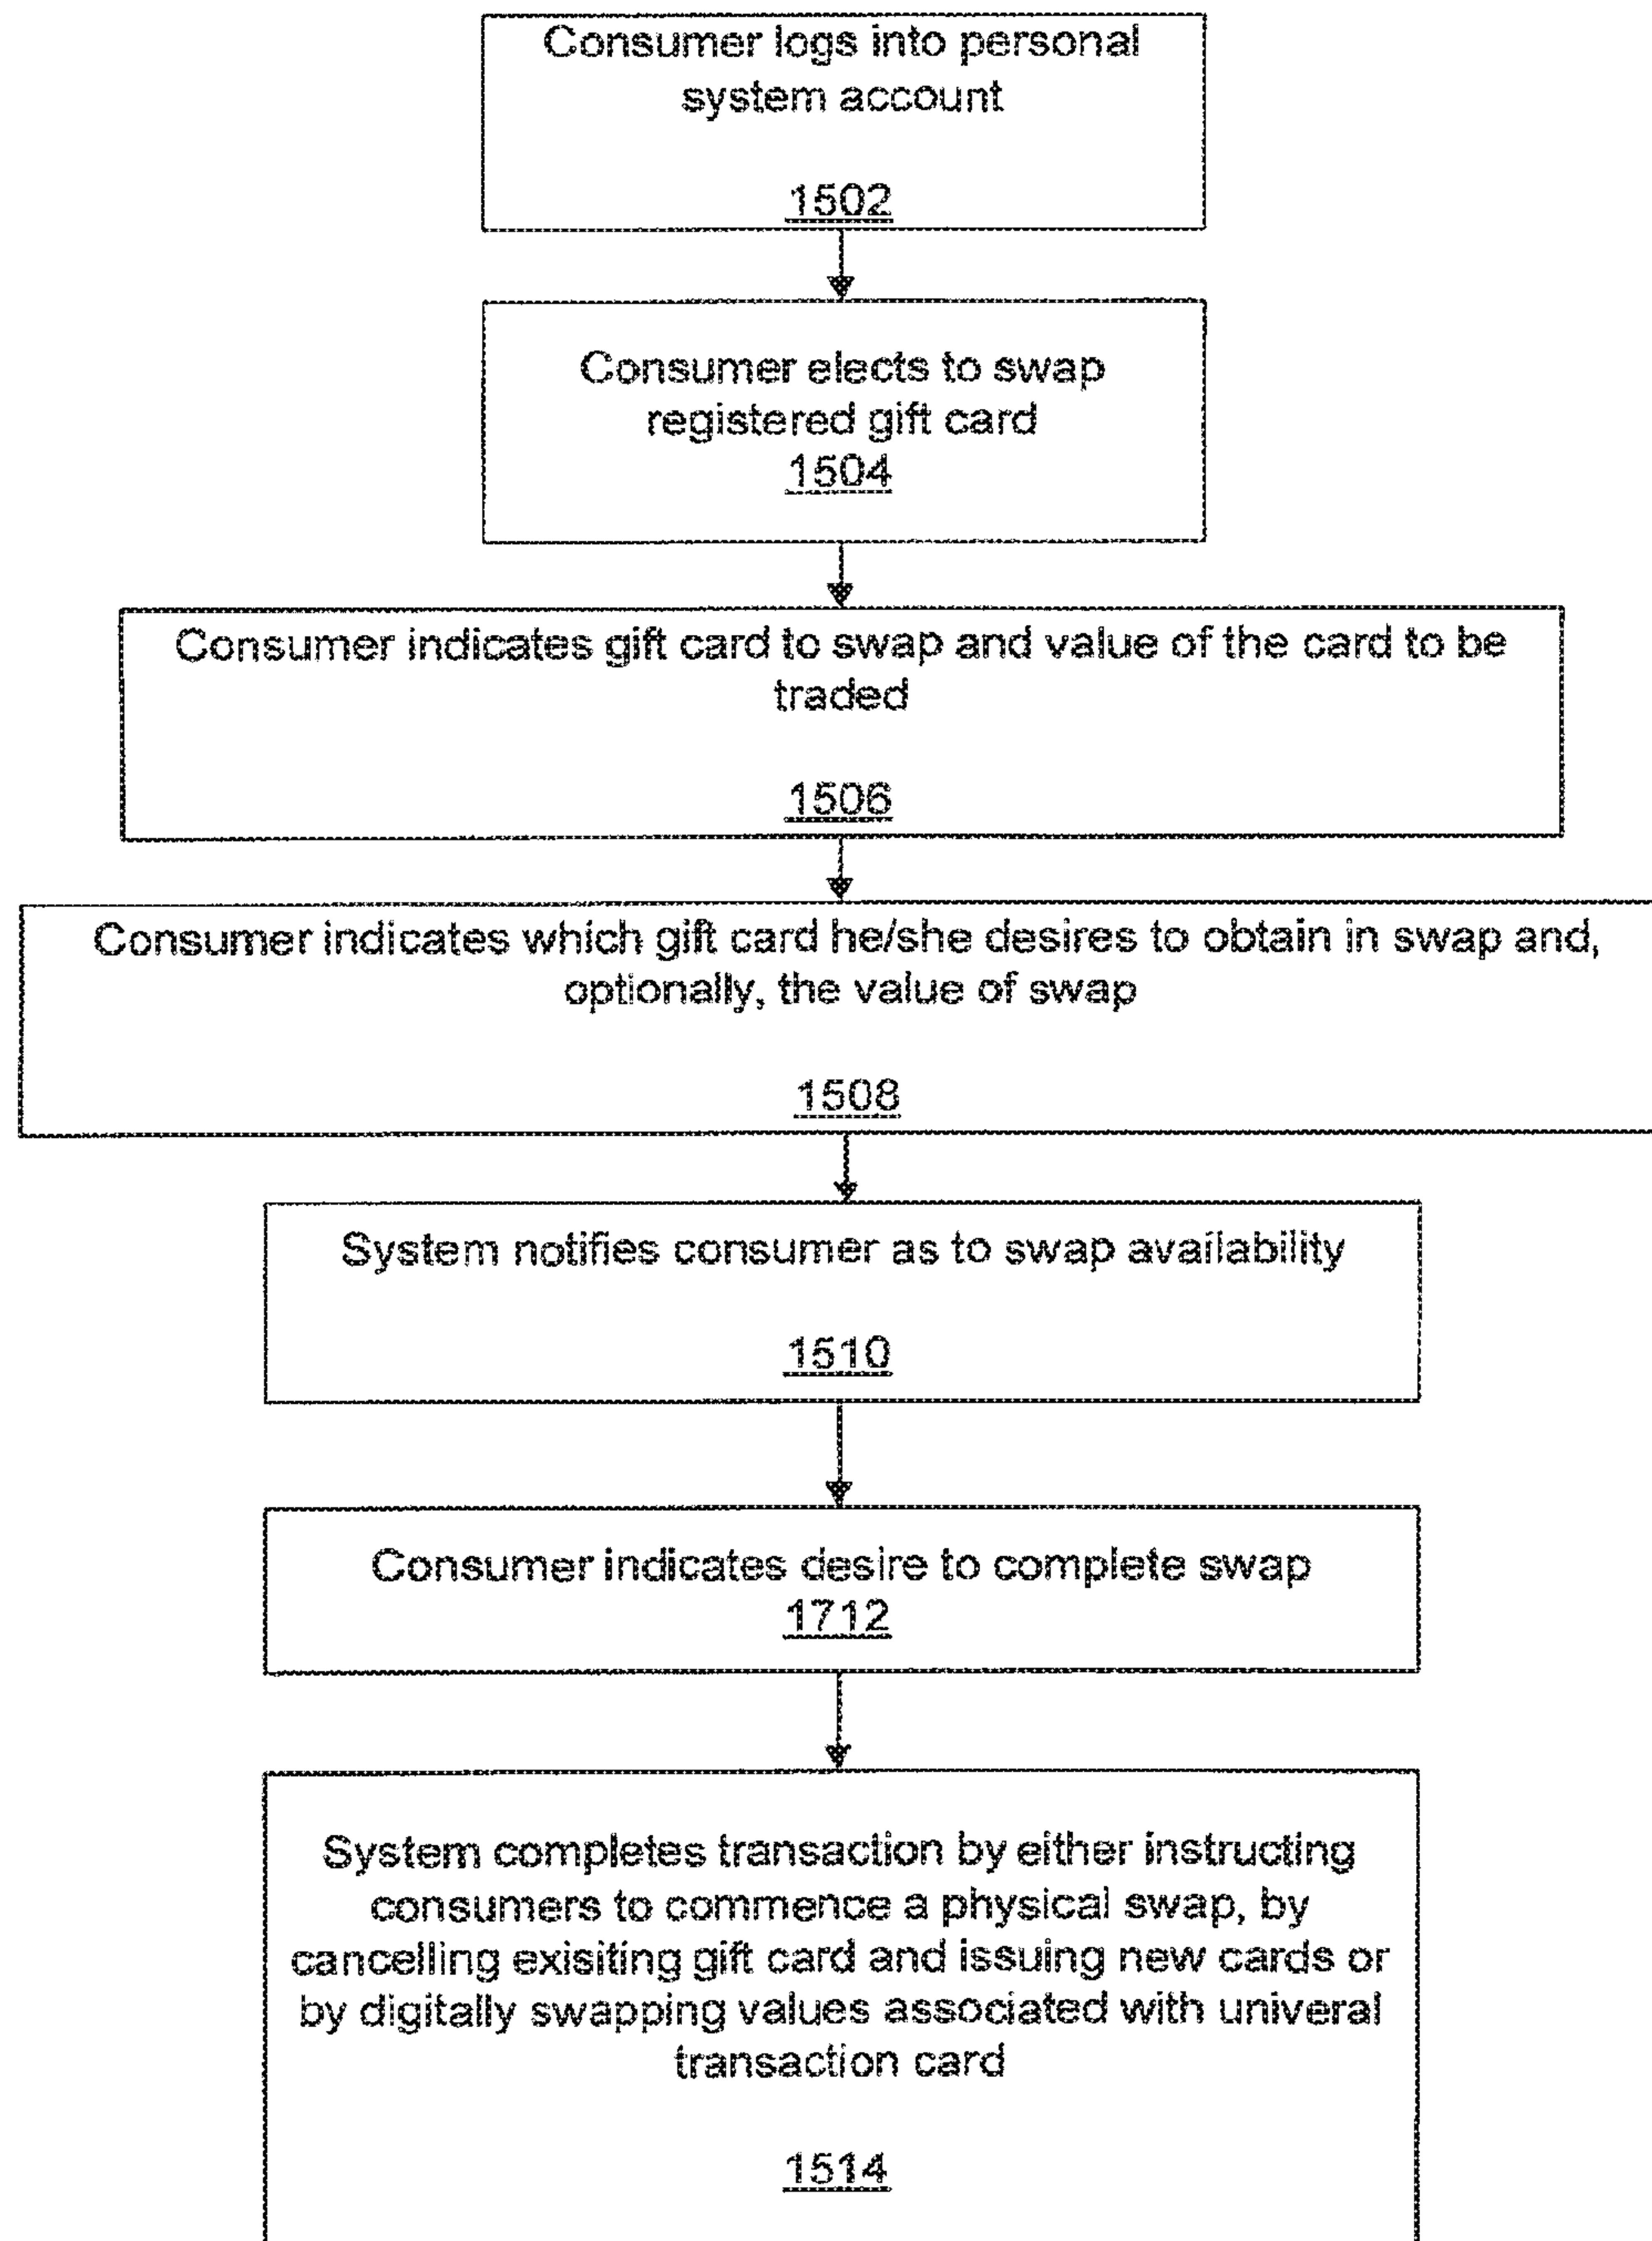 Consumer logs into personal
system account
1502
Consumer elects to swap
registered gift card
1504
Consumer indicates gift card to swap and value of the card to be
traded
1506
Consumer indicates which gift card he/she desires to obtain in swap and,
optionally, the value of swap
1508
System notifies consumer as to swap availability
1510
Consumer indicates desire to complete swap
1712
System completes transaction by either instructing
consumers to commence a physical swap, by
cancelling exisiting gift card and issuing new cards or
by digitally swapping values associated with univeral
transaction card
1514